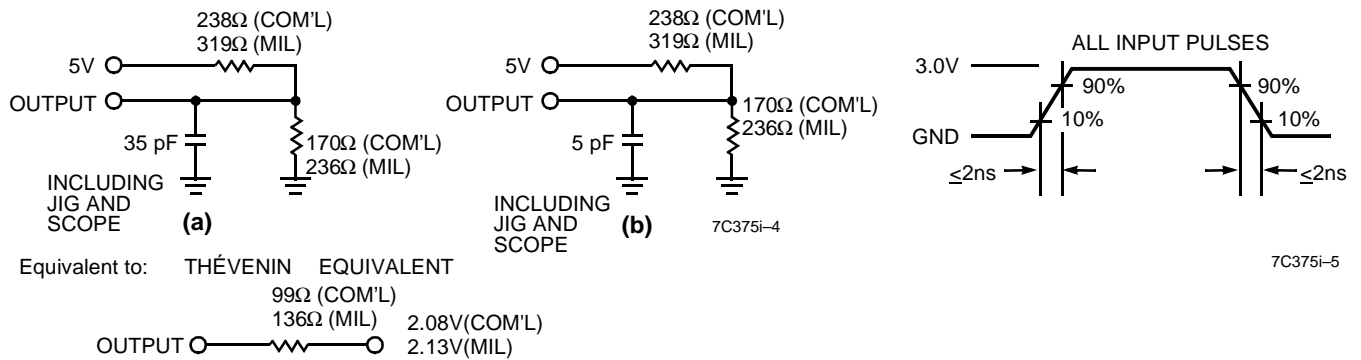 238Ω (COM'L)
319Ω (MIL)
5V
OUTPUT
35 pF
170Ω (COM'L)
236Ω (MIL)
INCLUDING
JIG AND
SCOPE
(a)
238Ω (COM'L)
319Ω (MIL)
5V
OUTPUT
5 pF
170Ω (COM'L)
236Ω (MIL)
INCLUDING
JIG AND
SCOPE
(b)
7C375i–4
ALL INPUT PULSES
3.0V
90%
90%
10%
10%
GND
≤2ns
≤2ns
7C375i–5
Equivalent to: THÉVENIN EQUIVALENT
99Ω (COM'L)
136Ω (MIL)
2.08V(COM'L)
2.13V(MIL)
OUTPUT